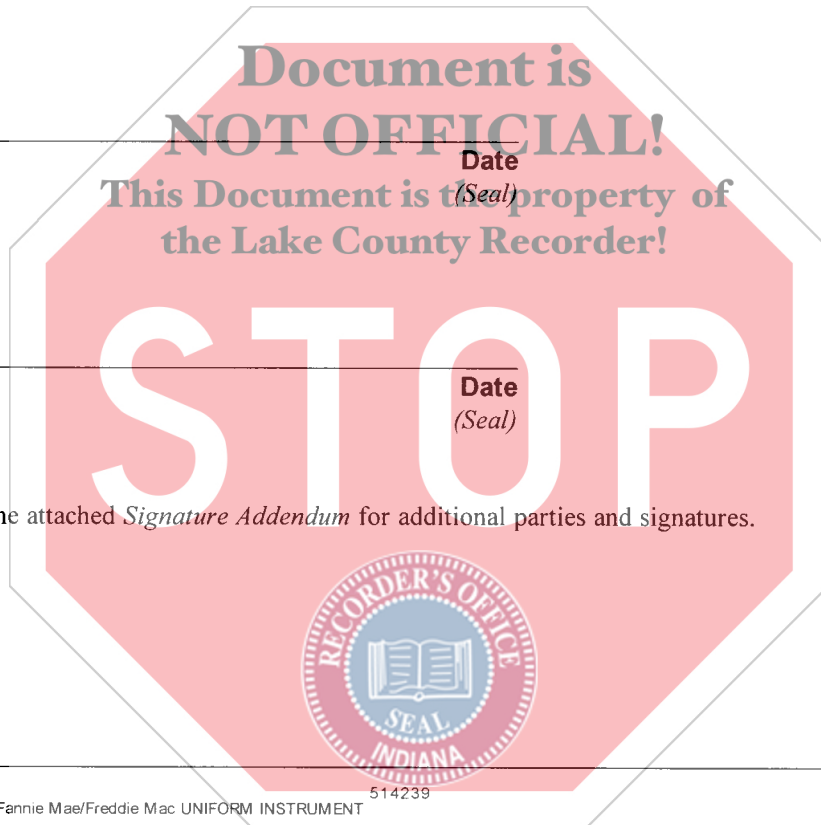 Document is
NOT OFFICIAL!
Date
This Document is the property of
(Seal)
the Lake County Recorder!
STOP
Date
(Seal)
attached Signature Addendum for additional parties and signatures.
RECORDER'S OFFICE
SEAL
INDIANA
514239
Fannie Mae/Freddie Mac UNIFORM INSTRUMENT